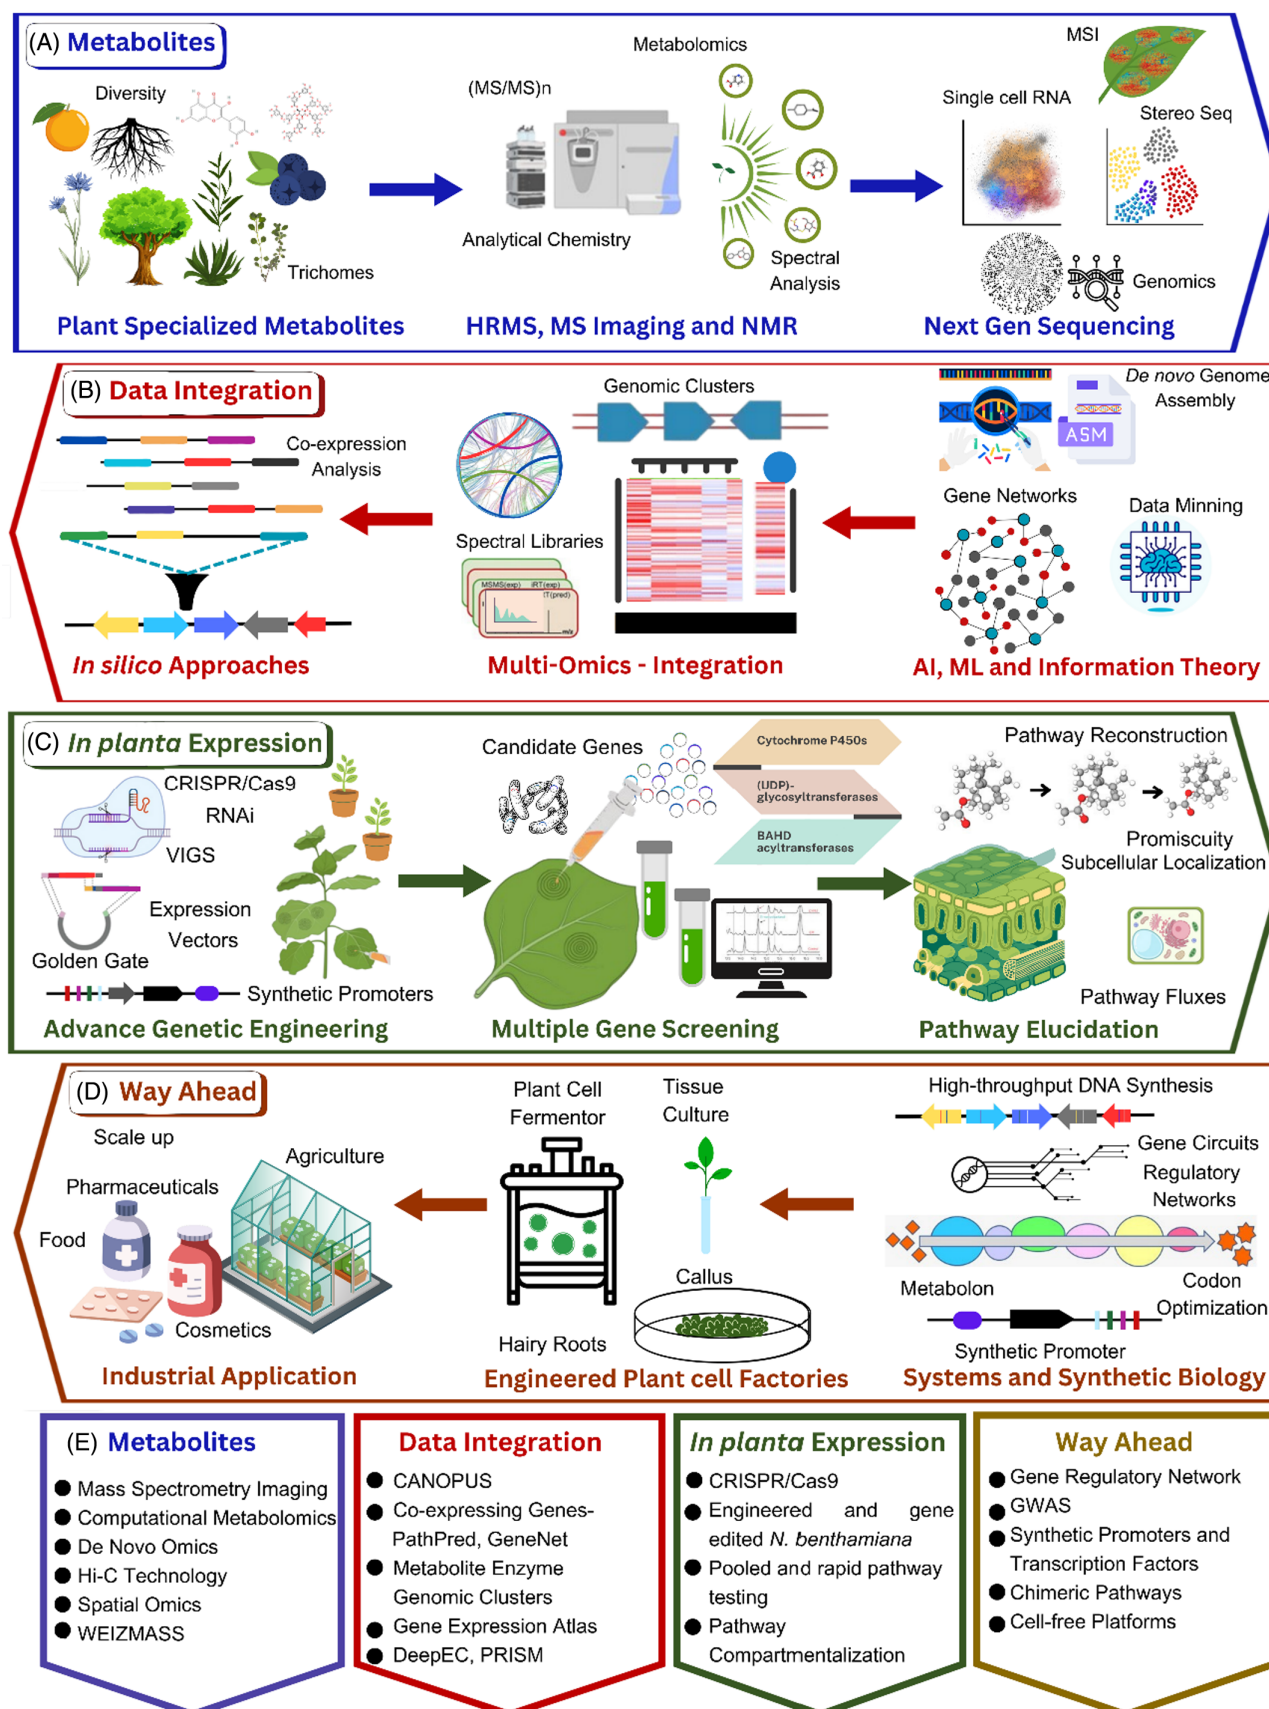 (A) Metabolites
Diversity
Trichomes
Plant Specialized Metabolites
(MS/MS)n
Analytical Chemistry
Metabolomics
Spectral
Analysis
HRMS, MS Imaging and NMR
MSI
Single cell RNA
Stereo Seq
Genomics
Next Gen Sequencing
(B) Data Integration
Co-expression
Analysis
In silico Approaches
Genomic Clusters
Spectral Libraries
MSMS(exp) iRT(exp)
m/z
Multi-Omics - Integration
De novo Genome
Assembly
ASM
Gene Networks
Data Minning
AI, ML and Information Theory
(C) In planta Expression
CRISPR/Cas9
RNAi
VIGS
Expression
Vectors
Golden Gate
Synthetic Promoters
Advance Genetic Engineering
Candidate Genes
Cytochrome P450s
(UDP)-
glycosyltransferases
BAHD
acyltransferases
Multiple Gene Screening
Pathway Reconstruction
Promiscuity
Subcellular Localization
Pathway Fluxes
Pathway Elucidation
(D) Way Ahead
Scale up
Agriculture
Pharmaceuticals
Food
Cosmetics
Industrial Application
Plant Cell
Fermentor
Tissue
Culture
Callus
Hairy Roots
Engineered Plant cell Factories
High-throughput DNA Synthesis
Gene Circuits
Regulatory
Networks
Metabolon
Codon
Optimization
Synthetic Promoter
Systems and Synthetic Biology
(E) Metabolites
Mass Spectrometry Imaging
Computational Metabolomics
De Novo Omics
Hi-C Technology
Spatial Omics
WEIZMASS
Data Integration
CANOPUS
Co-expressing Genes-
PathPred, GeneNet
Metabolite Enzyme
Genomic Clusters
Gene Expression Atlas
DeepEC, PRISM
In planta Expression
CRISPR/Cas9
Engineered and gene
edited N. benthamiana
Pooled and rapid pathway
testing
Pathway
Compartmentalization
Way Ahead
Gene Regulatory Network
GWAS
Synthetic Promoters and
Transcription Factors
Chimeric Pathways
Cell-free Platforms